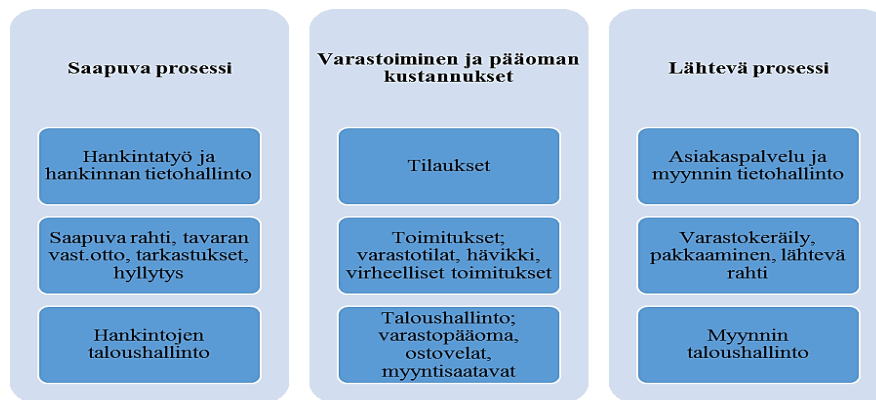 Saapuva prosessi
Hankintatyö ja
hankinnan tietohallinto
Saapuva rahti, tavaran
vast.otto, tarkastukset,
hyllytys
Hankintojen
taloushallinto
Varastoiminen ja pääoman
kustannukset
Tilaukset
Toimitukset;
varastotilat, hävikki,
virheelliset toimitukset
Taloushallinto;
varastopääoma,
ostovelat,
myyntisaatavat
Lähtevä prosessi
Asiakaspalvelu ja
myynnin tietohallinto
Varastokeräily,
pakkaaminen, lähtevä
rahti
Myynnin
taloushallinto